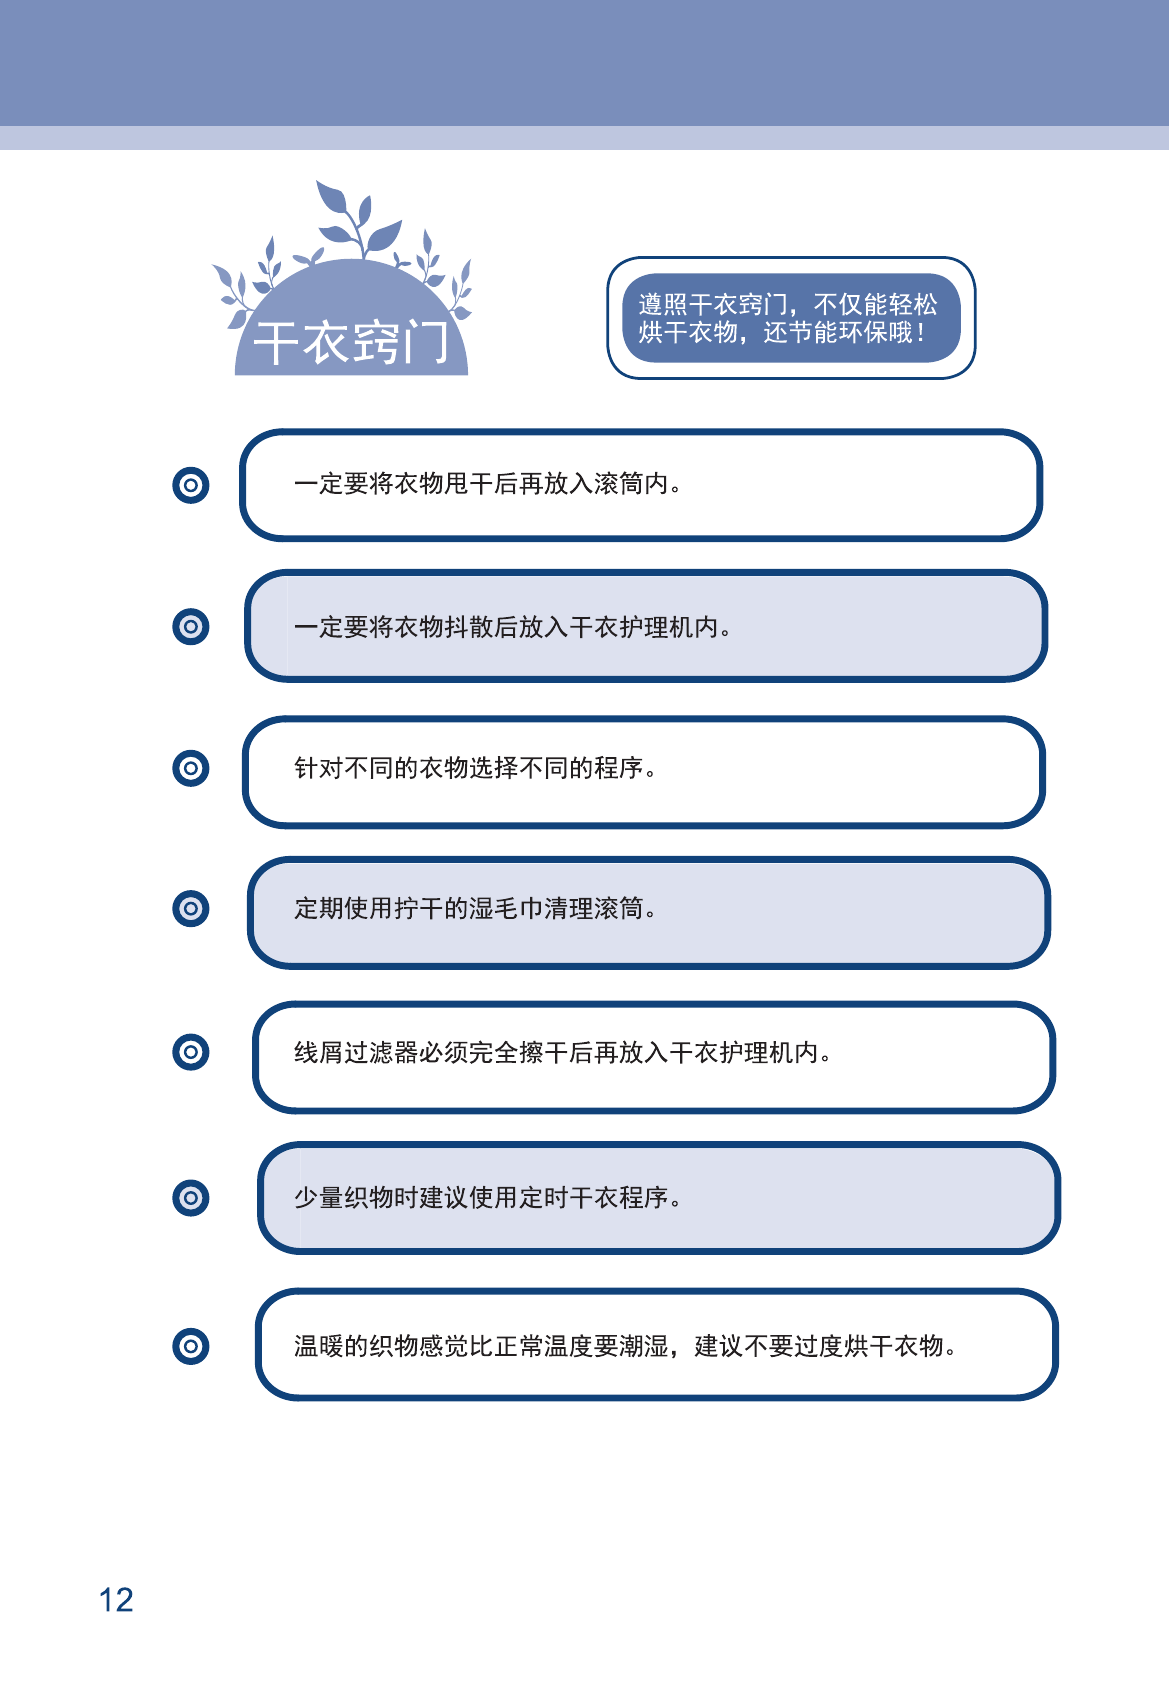 干衣窍门
遵照干衣窍门，不仅能轻松
烘干衣物，还节能环保哦！
一定要将衣物甩干后再放入滚筒内。
一定要将衣物抖散后放入干衣护理机内。
针对不同的衣物选择不同的程序。
定期使用拧干的湿毛巾清理滚筒。
线屑过滤器必须完全擦干后再放入干衣护理机内。
少量织物时建议使用定时干衣程序。
温暖的织物感觉比正常温度要潮湿，建议不要过度烘干衣物。
12